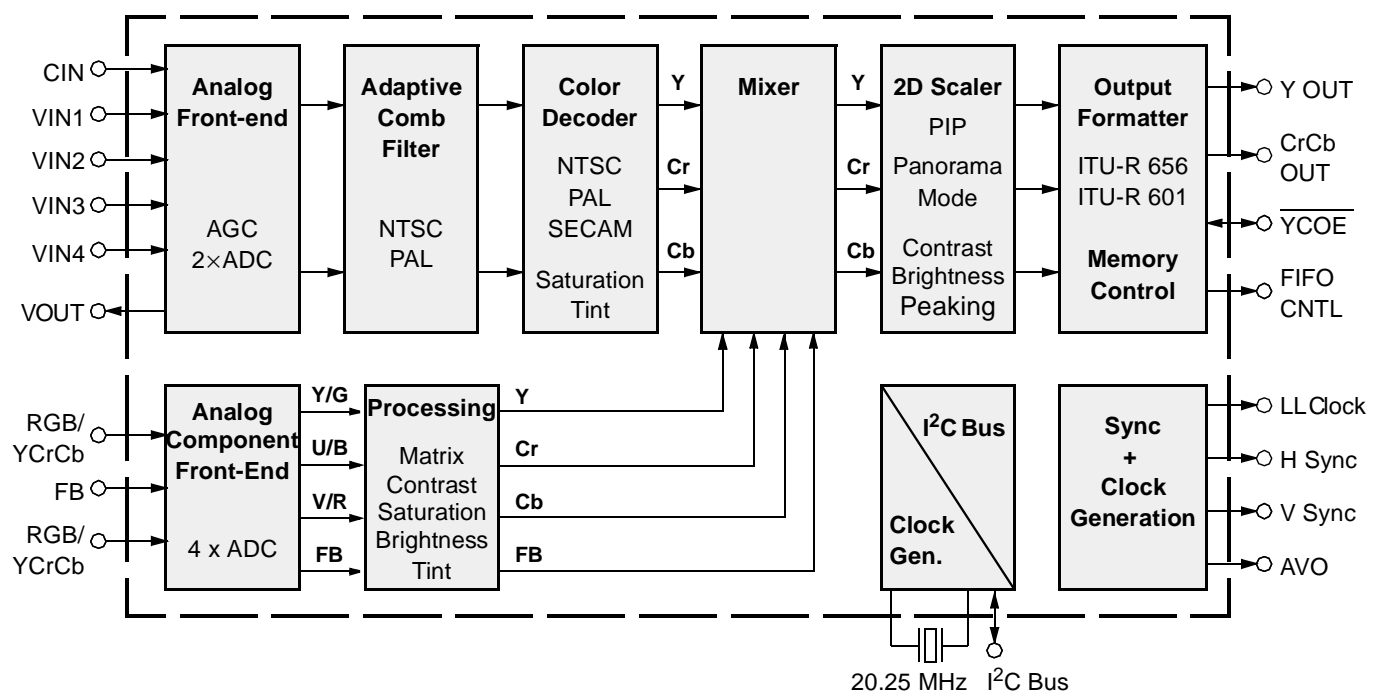 CIN
VIN1
VIN2
VIN3
VIN4
VOUT
Analog
Front-end
AGC
2×ADC
Adaptive
Comb
Filter
NTSC
PAL
Color
Decoder
NTSC
PAL
SECAM
Saturation
Tint
Y
Cr
Cb
Mixer
Y
Cr
Cb
2D Scaler
PIP
Panorama
Mode
Contrast
Brightness
Peaking
Output
Formatter
ITU-R 656
ITU-R 601
Memory
Control
Y OUT
CrCb
OUT
YCOE
FIFO
CNTL
RGB/
YCrCb
FB
RGB/
YCrCb
Analog
Component
Front-End
4 x ADC
Y/G
U/B
V/R
FB
Processing
Matrix
Contrast
Saturation
Brightness
Tint
Y
Cr
Cb
FB
I2C Bus
Clock
Gen.
20.25 MHz
I2C Bus
Sync
+
Clock
Generation
LL Clock
H Sync
V Sync
AVO